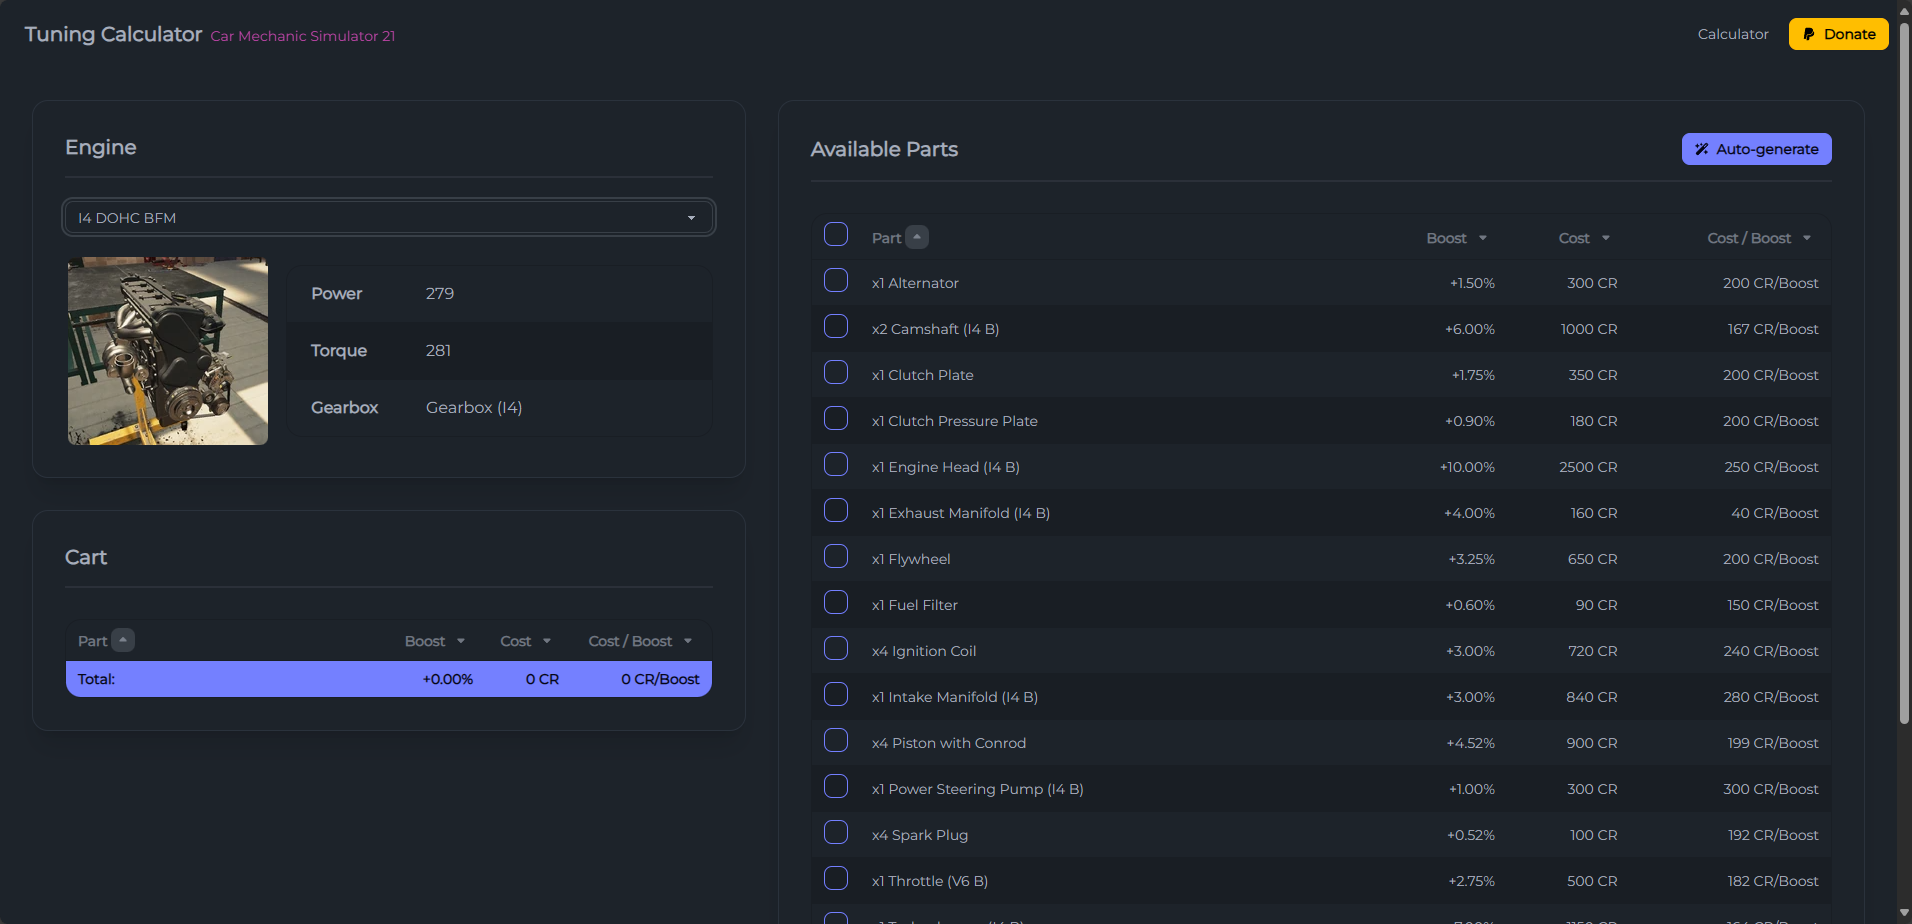 Tuning Calculator Car Mechanic Simulator 21
Calculator
Donate
Engine
I4 DOHC BFM
Power 279
Torque 281
Gearbox Gearbox (I4)
Cart
Part Boost Cost Cost / Boost
Total: +0.00% 0 CR 0 CR/Boost
Available Parts
Auto-generate
Part Boost Cost Cost / Boost
x1 Alternator +1.50% 300 CR 200 CR/Boost
x2 Camshaft (I4 B) +6.00% 1000 CR 167 CR/Boost
x1 Clutch Plate +1.75% 350 CR 200 CR/Boost
x1 Clutch Pressure Plate +0.90% 180 CR 200 CR/Boost
x1 Engine Head (I4 B) +10.00% 2500 CR 250 CR/Boost
x1 Exhaust Manifold (I4 B) +4.00% 160 CR 40 CR/Boost
x1 Flywheel +3.25% 650 CR 200 CR/Boost
x1 Fuel Filter +0.60% 90 CR 150 CR/Boost
x4 Ignition Coil +3.00% 720 CR 240 CR/Boost
x1 Intake Manifold (I4 B) +3.00% 840 CR 280 CR/Boost
x4 Piston with Conrod +4.52% 900 CR 199 CR/Boost
x1 Power Steering Pump (I4 B) +1.00% 300 CR 300 CR/Boost
x4 Spark Plug +0.52% 100 CR 192 CR/Boost
x1 Throttle (V6 B) +2.75% 500 CR 182 CR/Boost